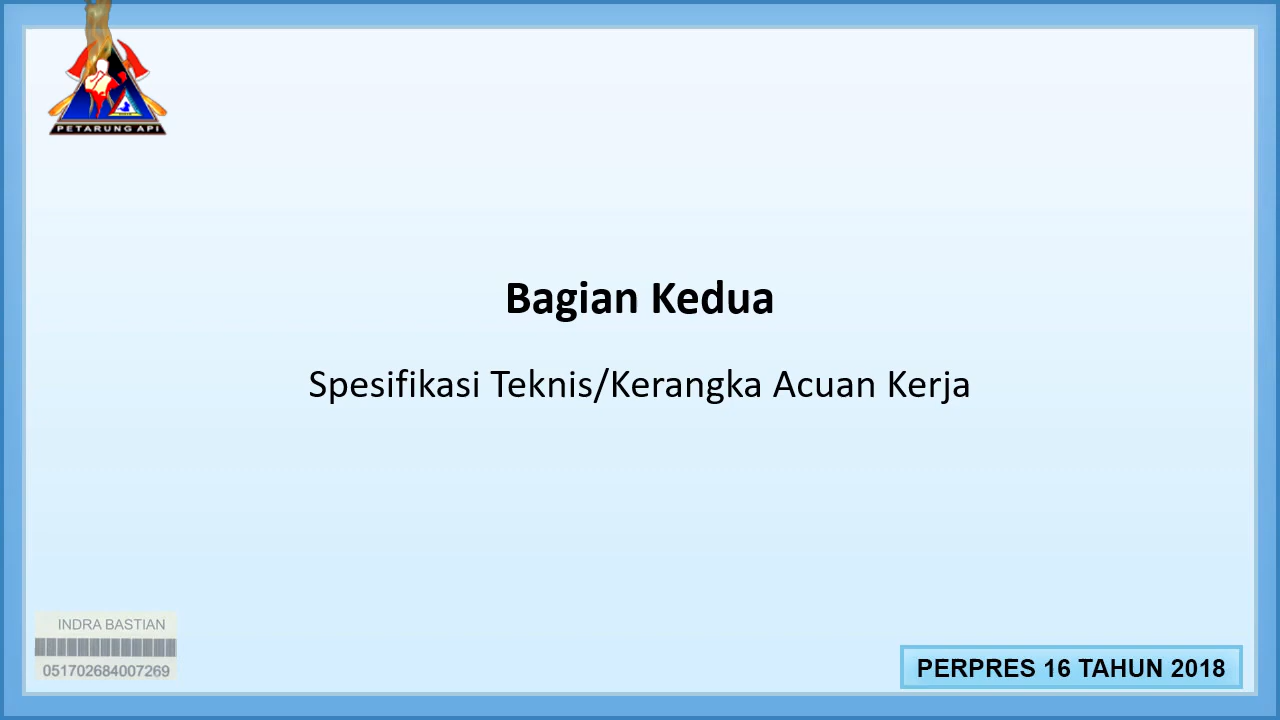 PETARUNG API
Bagian Kedua
Spesifikasi Teknis/Kerangka Acuan Kerja
INDRA BASTIAN
051702684007269
PERPRES 16 TAHUN 2018